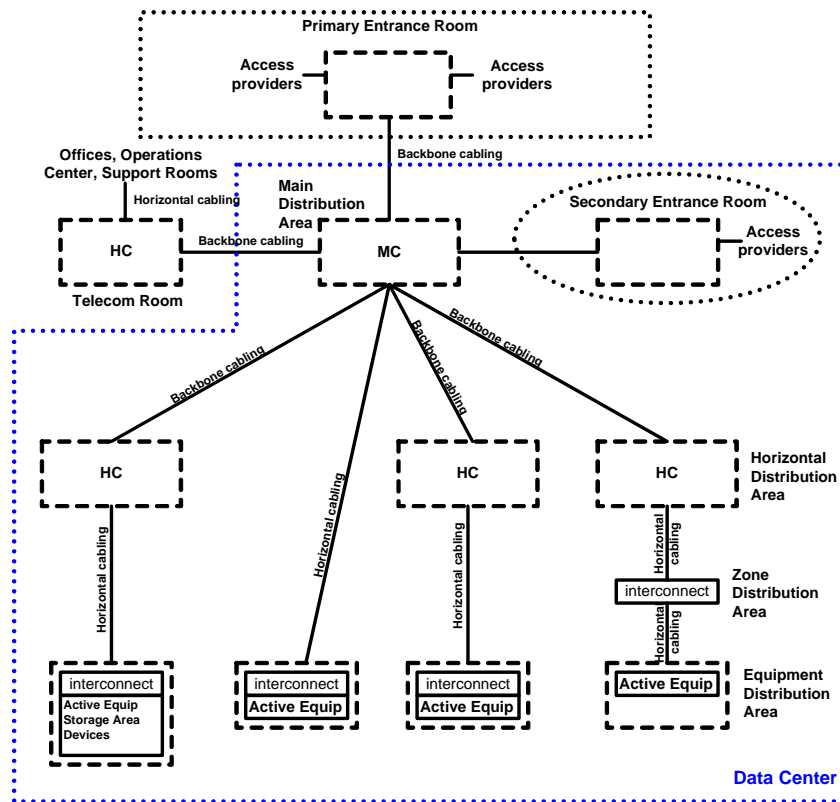 Primary Entrance Room
Access
providers
Access
providers
Backbone cabling
Offices, Operations
Center, Support Rooms
Horizontal cabling
Main
Distribution
Area
Secondary Entrance Room
HC
Backbone cabling
MC
Access
providers
Telecom Room
Backbone cabling
Backbone cabling
Backbone cabling
HC
HC
HC
Horizontal
Distribution
Area
Horizontal cabling
Horizontal cabling
Horizontal cabling
Horizontal
cabling
interconnect
Zone
Distribution
Area
Horizontal
cabling
interconnect
Active Equip
Storage Area
Devices
interconnect
Active Equip
interconnect
Active Equip
Active Equip
Equipment
Distribution
Area
Data Center